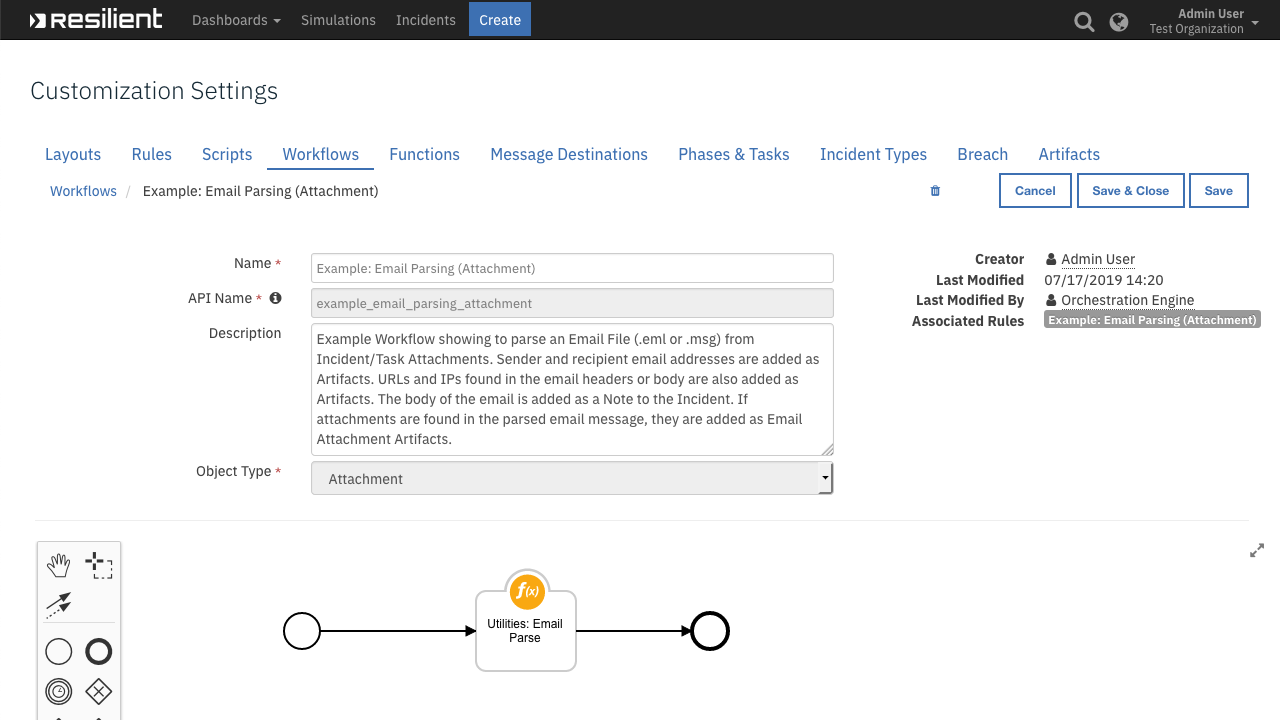 resilient
Dashboards
Simulations
Incidents
Create
Admin User
Test Organization
Customization Settings
Layouts
Rules
Scripts
Workflows
Functions
Message Destinations
Phases & Tasks
Incident Types
Breach
Artifacts
Workflows / Example: Email Parsing (Attachment)
Cancel
Save & Close
Save
Name *
Example: Email Parsing (Attachment)
API Name *
example_email_parsing_attachment
Description
Example Workflow showing to parse an Email File (.eml or .msg) from
Incident/Task Attachments. Sender and recipient email addresses are added as
Artifacts. URLs and IPs found in the email headers or body are also added as
Artifacts. The body of the email is added as a Note to the Incident. If
attachments are found in the parsed email message, they are added as Email
Attachment Artifacts.
Object Type *
Attachment
Creator
Admin User
Last Modified
07/17/2019 14:20
Last Modified By
Orchestration Engine
Associated Rules
Example: Email Parsing (Attachment)
f(x)
Utilities: Email
Parse